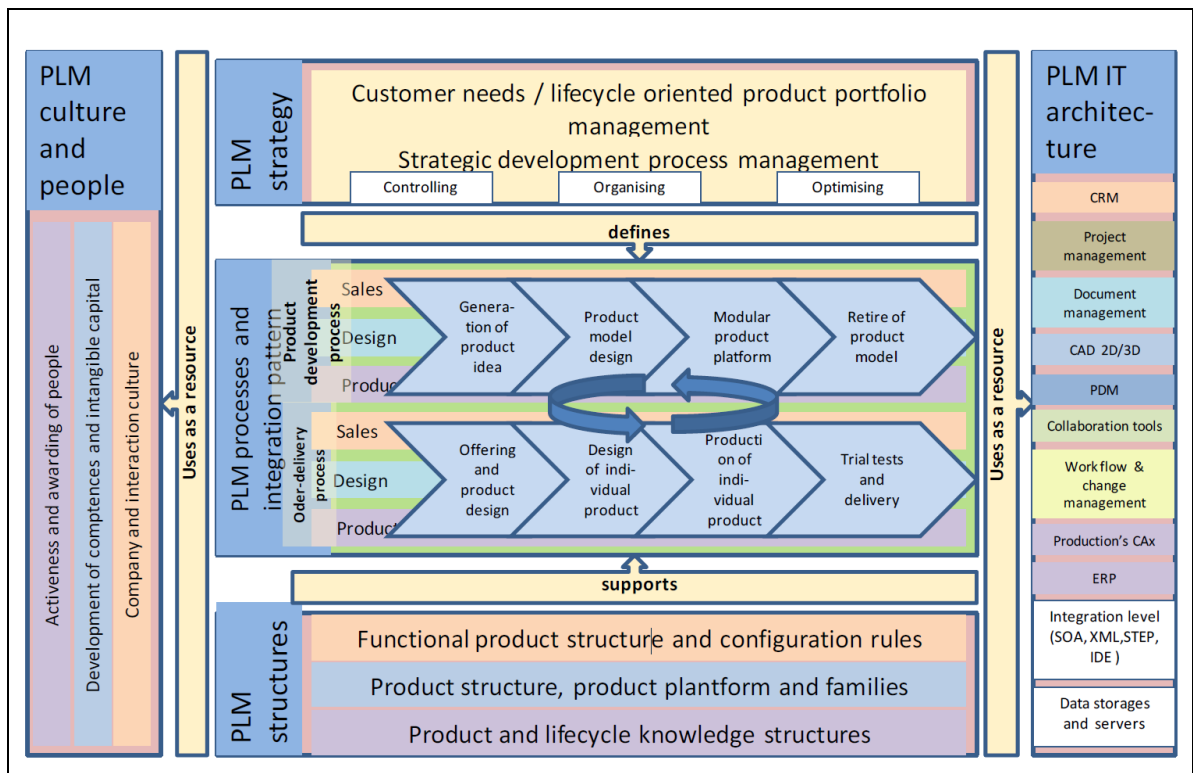 PLM
culture
and
people
Activeness and awarding of people
Development of comptences and intangible capital
Company and interaction culture
Uses as a resource
PLM
strategy
Customer needs / lifecycle oriented product portfolio
management
Strategic development process management
Controlling
Organising
Optimising
defines
PLM processes and
integration pattern
Product
development
process
Sales
Design
Product
Genera-
tion of
product
idea
Product
model
design
Modular
product
platform
Retire of
product
model
Oder-delivery
process
Sales
Design
Product
Offering
and
product
design
Design
of indi-
vidual
product
Producti
on of
indi-
vidual
product
Trial tests
and
delivery
supports
PLM
structures
Functional product structure and configuration rules
Product structure, product plantform and families
Product and lifecycle knowledge structures
Uses as a resource
PLM IT
architec-
ture
CRM
Project
management
Document
management
CAD 2D/3D
PDM
Collaboration tools
Workflow &
change
management
Production's CAx
ERP
Integration level
(SOA, XML,STEP,
IDE )
Data storages
and servers